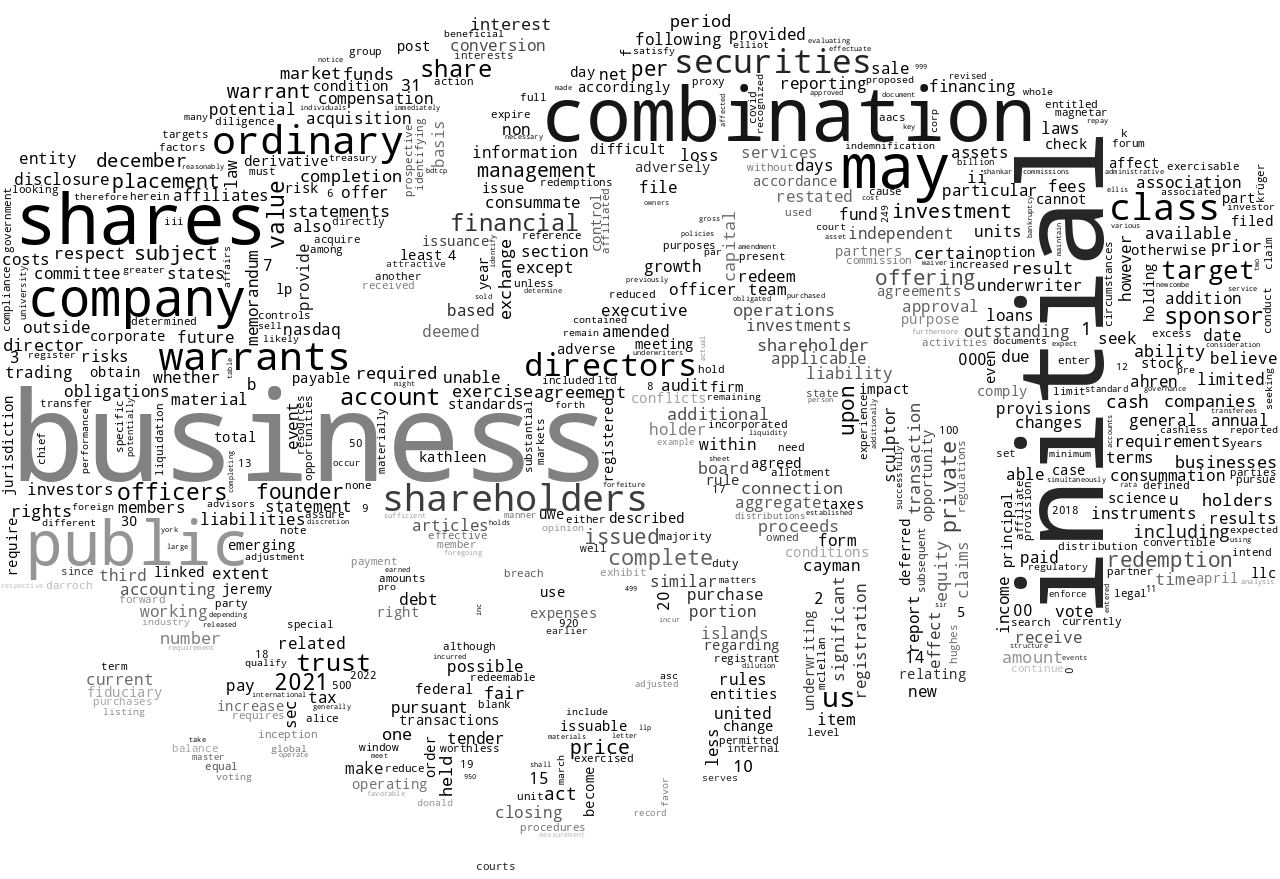 interest
beneficial
period
evaluating
effectuate
post
conversion
interests
following
provided
elliot
f
satisfy
notice
group
market
funds
share
action
day
net
per
securities
sale
999
revised
proposed
financing
whole
warrant
condition
31
compensation
individuals
immediately
full
made
accordingly
proxy
reporting
approved
document
entitled
magnetar
repay
many
potential
diligence
acquisition
expire
non
necessary
combination
affected
covid
recognized
aacs
key
corp
laws
check
k
forum
targets
factors
ordinary
prospective
identifying
basis
bdtcp
information
difficult
loss
services
may
indemnification
assets
billion
initial
affect
administrative
exercisable
entity
december
reasonably
law
derivative
treasury
must
completion
management
redemptions
adversely
without
days
accordance
cause
cost
il
shankar
commissions
particular
fees
cannot
association
ellis
associated
krüger
looking
disclosure
placement
therefore
herein
affiliates
risk
6
offer
issue
consummate
owners
file
restated
used
fund
249
investment
bankruptcy
class
various
part
investor
filed
government
compliance
shares
iii
value
statements
also
directly
financial
control
affiliated
gross
policies
capital
court
asset
independent
units
maintain
available
costs
respect
subject
affairs
acquire
among
issuance
identify
exchange
reference
section
purposes
par
amendment
present
partners
commission
certain
option
waiver
increased
otherwise
prior
two
claim
university
committee
greater
states
memorandum
7
provide
least
4
attractive
another
received
year
except
unless
determine
growth
previously
redeem
offering
underwriter
result
circumstances
however
target
newcombe
service
conduct
company
lp
controls
sell
likely
based
sold
contained
reduced
officer
team
obligated
purchased
operations
agreements
approval
purpose
loans
holding
addition
outside
determined
corporate
future
nasdaq
deemed
remain
amended
executive
investments
furthermore
activities
outstanding
documents
expect
1
seek
sponsor
excess
date
consideration
director
3
register
risks
trading
obtain
warrants
table
whether
b
payable
required
might
unable
directors
adverse
meeting
underwriters
actual
shareholder
applicable
liability
000
even
due
enter
12
ability
stock
pre
believe
obligations
transfer
material
event
resources
opportunities
account
exercise
standards
included
ltd
agreement
forth
hold
8
audit
firm
conflicts
remaining
state
person
upon
impact
comply
limit
standard
governance
ahren
limited
seeking
jurisdiction
chief
business
performance
specific
potentially
liquidation
total
13
completing
50
occur
materially
kathleen
substantial
markets
registered
additional
holder
example
incorporated
liquidity
within
need
experience
additionally
sculptor
successfully
transaction
opportunity
100
private
regulations
provisions
changes
set
minimum
cash
companies
transferees
cashless
reported
general
annual
accounts
requirements
years
investors
officers
founder
none
9
shareholders
forfeiture
sheet
board
rule
17
agreed
allotment
connection
able
case
simultaneously
terms
businesses
parties
consummation
rata
defined
pursue
rights
foreign
members
advisors
statement
sufficient
manner
uwe
either
described
aggregate
taxes
distributions
established
science
u
holders
require
different
30
york
liabilities
assure
discretion
note
articles
holds
effective
member
opinion
foregoing
issued
majority
owned
proceeds
form
2018
affiliate
provision
instruments
results
public
large
emerging
adjustment
well
complete
duty
conditions
deferred
subsequent
equity
claims
principal
including
expected
using
since
third
linked
extent
payment
exhibit
cayman
paid
distribution
convertible
intend
respective
darroch
accounting
jeremy
earned
amounts
pro
breach
similar
matters
regulatory
redemption
forward
working
party
depending
released
debt
right
inc
use
499
20
purchase
portion
2
significant
registration
report
effect
sir
5
income
enforce
partner
time
april
analysis
llc
industry
number
requirement
special
expenses
920
earlier
incur
islands
regarding
underwriting
mclellan
hughes
00
vote
entered
legal
11
search
currently
related
although
incurred
registrant
dilution
14
relating
receive
structure
term
current
18
qualify
trust
possible
redeemable
asc
adjusted
rules
entities
us
new
amount
events
continue
0
fiduciary
purchases
listing
pay
international
2021
500
2022
federal
fair
increase
requires
sec
tax
generally
alice
pursuant
blank
transactions
include
issuable
llp
united
change
item
level
inception
one
tender
materials
letter
less
permitted
internal
take
balance
master
global
operate
window
meet
order
worthless
price
exercised
equal
voting
make
reduce
held
19
950
shall
15
march
become
10
serves
operating
favorable
unit
act
donald
closing
record
favor
procedures
measurement
courts